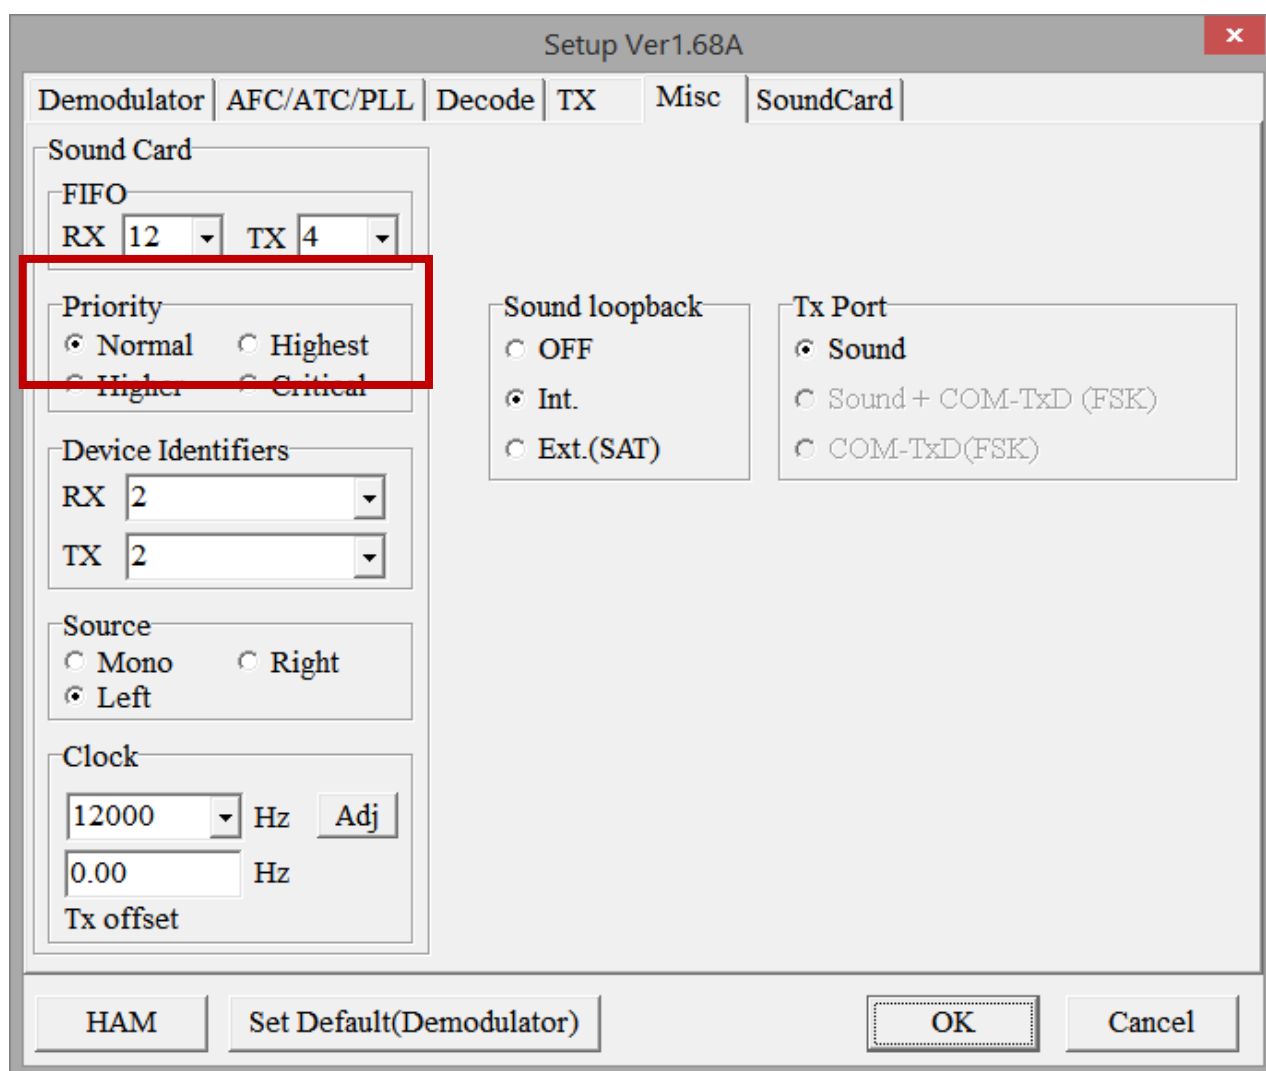 Setup Ver1.68A
Demodulator AFC/ATC/PLL Decode TX Misc SoundCard
Sound Card
FIFO
RX 12 TX 4
Priority
Normal Highest
Higher Critical
Sound loopback
OFF
Int.
Ext.(SAT)
Tx Port
Sound
Sound + COM-TxD (FSK)
COM-TxD(FSK)
Device Identifiers
RX 2
TX 2
Source
Mono Right
Left
Clock
12000 Hz Adj
0.00 Hz
Tx offset
HAM Set Default(Demodulator) OK Cancel